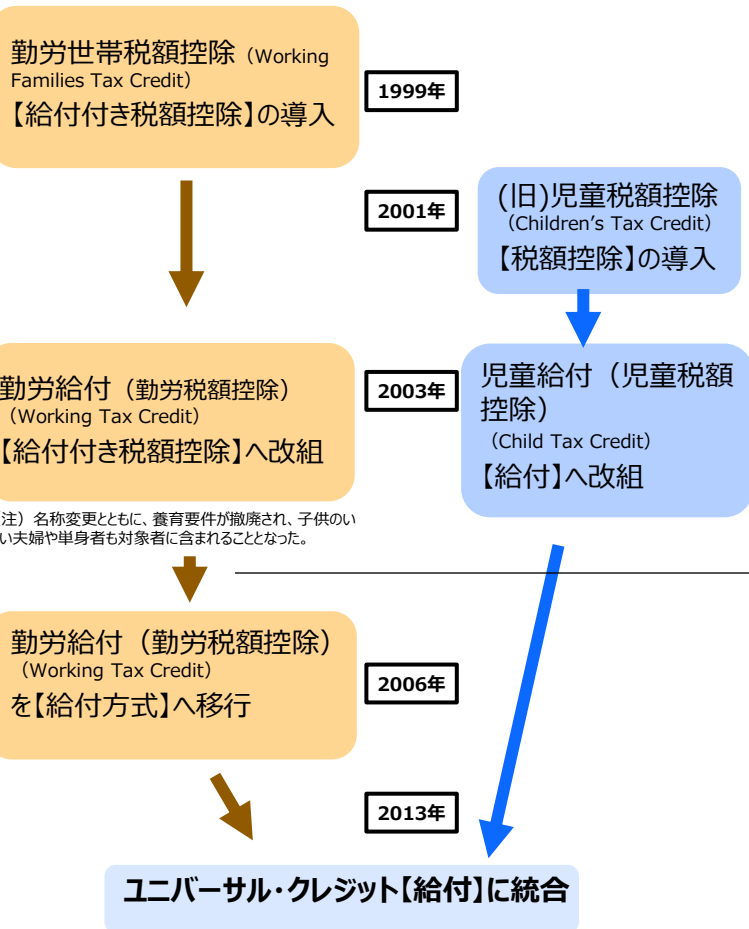 勤労世帯税額控除（Working
Families Tax Credit）
【給付付き税額控除】の導入
1999年
2001年
(旧)児童税額控除
（Children's Tax Credit）
【税額控除】の導入
勤労給付（勤労税額控除）
（Working Tax Credit）
【給付付き税額控除】へ改組
2003年
児童給付（児童税額
控除）
（Child Tax Credit）
【給付】へ改組
注）名称変更とともに、養育要件が撤廃され、子供のい
い夫婦や単身者も対象者に含まれることとなった。
勤労給付（勤労税額控除）
（Working Tax Credit）
を【給付方式】へ移行
2006年
2013年
ユニバーサル・クレジット【給付】に統合